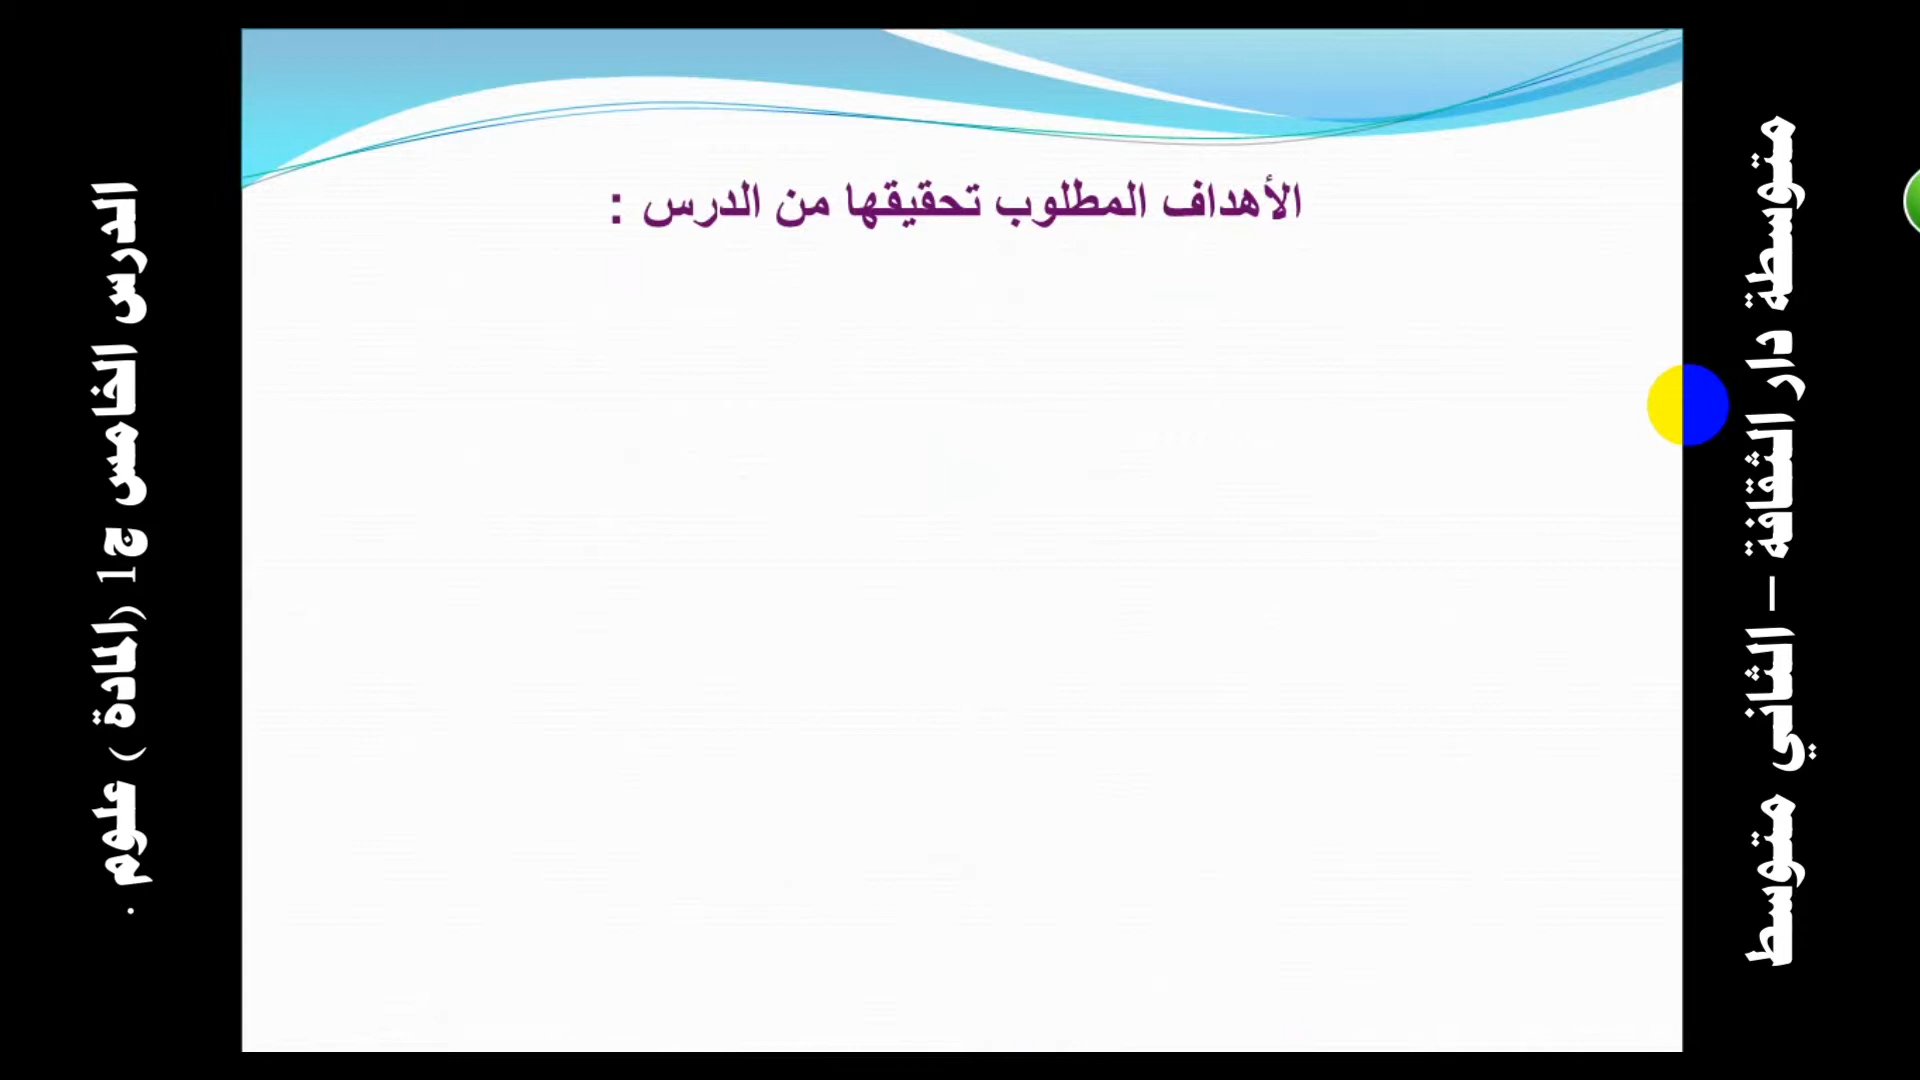 الأهداف المطلوب تحقيقها من الدرس :
متوسطة دار الثقافة – الثاني متوسط
الدرس الخامس ج1 (المادة ) علوم .